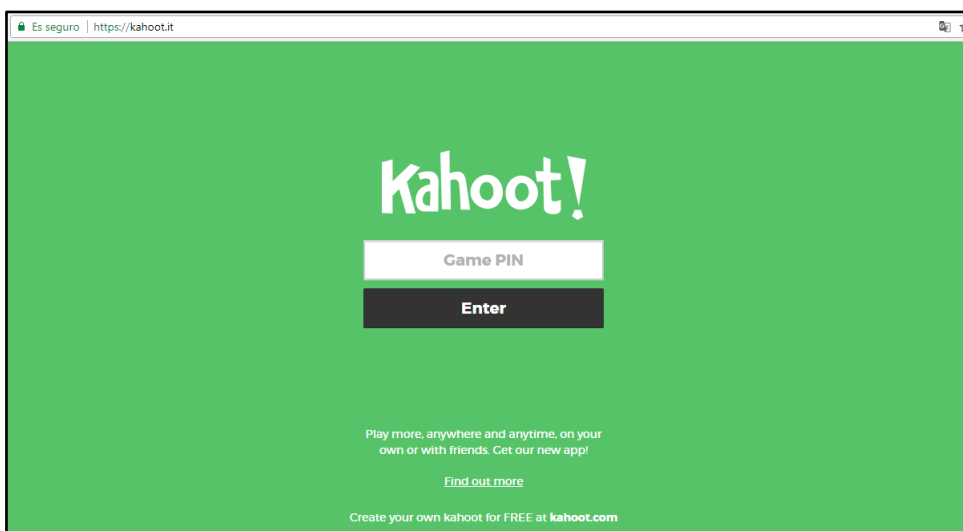 Es seguro | https://kahoot.it
Kahoot!
Game PIN
Enter
Play more, anywhere and anytime, on your
own or with friends. Get our new app!
Find out more
Create your own kahoot for FREE at kahoot.com